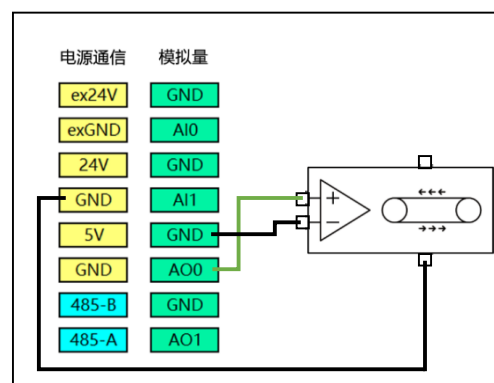 电源通信 模拟量
ex24V GND
exGND AI0
24V GND
GND AI1
5V GND
GND AO0
485-B GND
485-A AO1
+
−
←←←
→→→